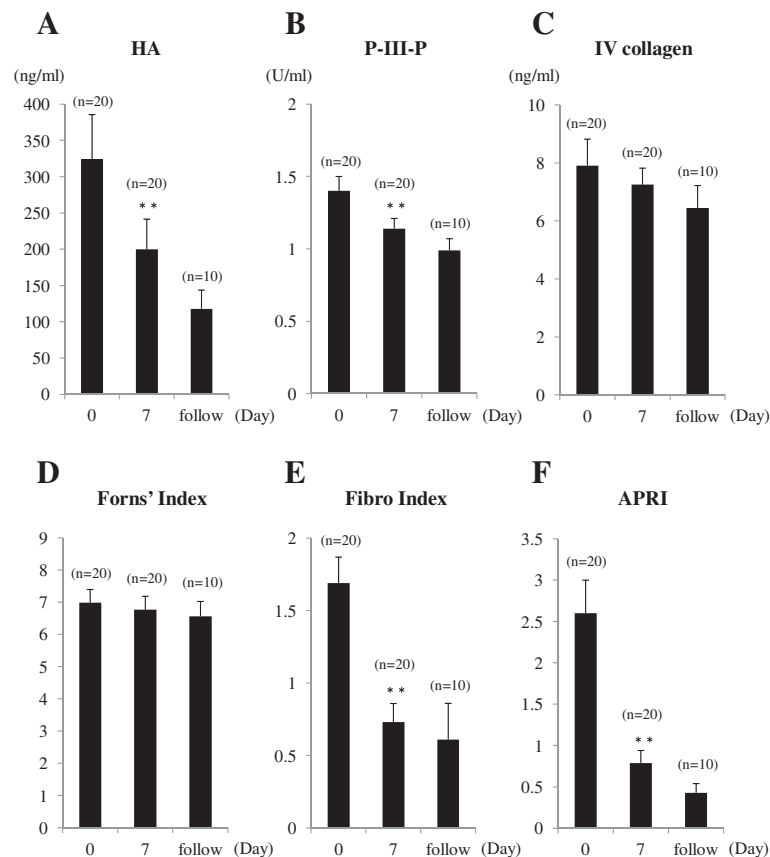 A
HA
(ng/ml)
400
350
300
250
200
150
100
50
0
(n=20)
(n=20)
**
(n=10)
0 7 follow (Day)
B
P-III-P
(U/ml)
2
1.5
1
0.5
0
(n=20)
(n=20)
**
(n=10)
0 7 follow (Day)
C
IV collagen
(ng/ml)
10
8
6
4
2
0
(n=20)
(n=20)
(n=10)
0 7 follow (Day)
D
Forns’ Index
9
8
7
6
5
4
3
2
1
0
(n=20)
(n=20)
(n=10)
0 7 follow (Day)
E
Fibro Index
2
1.5
1
0.5
0
(n=20)
(n=20)
**
(n=10)
0 7 follow (Day)
F
APRI
3.5
3
2.5
2
1.5
1
0.5
0
(n=20)
(n=20)
**
(n=10)
0 7 follow (Day)